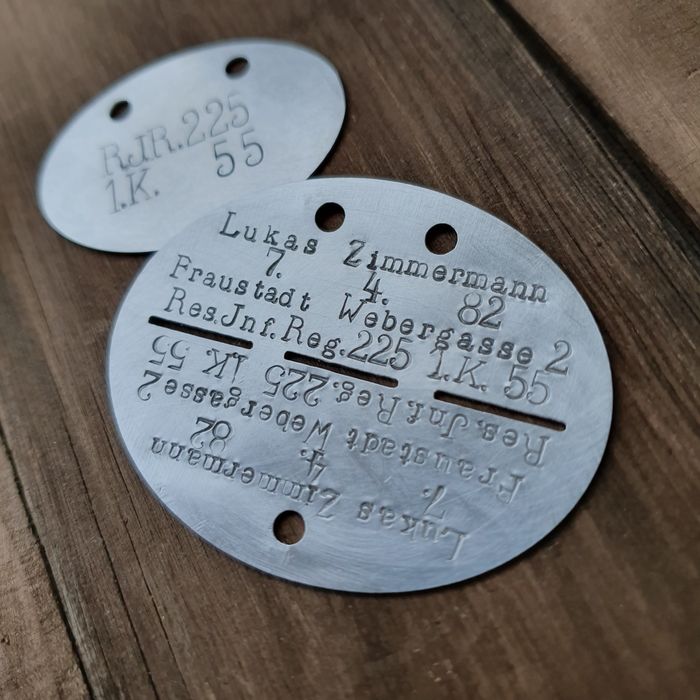 R.J.R.225
1.K. 55
Lukas Zimmermann
7. 4. 82
Fraustadt Webergasse 2
Res.Jnf.Reg.225 1.K. 55
Res.Jnf.Reg.225 1.K. 55
Fraustadt Webergasse 2
7. 4. 82
Lukas Zimmermann